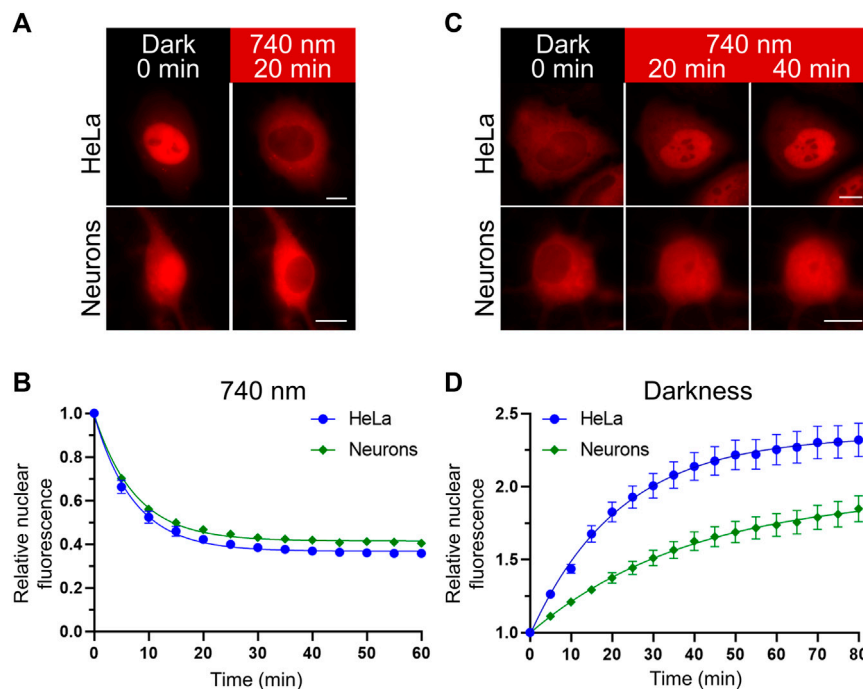 A
Dark
0 min
740 nm
20 min
HeLa
Neurons
C
Dark
0 min
740 nm
20 min
40 min
HeLa
Neurons
B
740 nm
HeLa
Neurons
1.0
0.8
0.6
0.4
0.2
0.0
Relative nuclear
fluorescence
0 10 20 30 40 50 60
Time (min)
D
Darkness
HeLa
Neurons
2.5
2.0
1.5
1.0
Relative nuclear
fluorescence
0 10 20 30 40 50 60 70 80
Time (min)